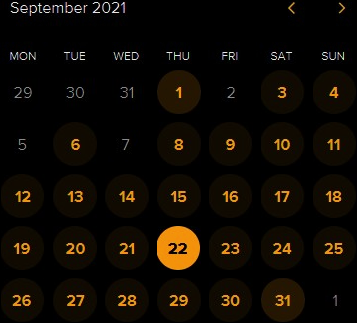 September 2021 < >
MON TUE WED THU FRI SAT SUN
29 30 31 1 2 3 4
5 6 7 8 9 10 11
12 13 14 15 16 17 18
19 20 21 22 23 24 25
26 27 28 29 30 31 1